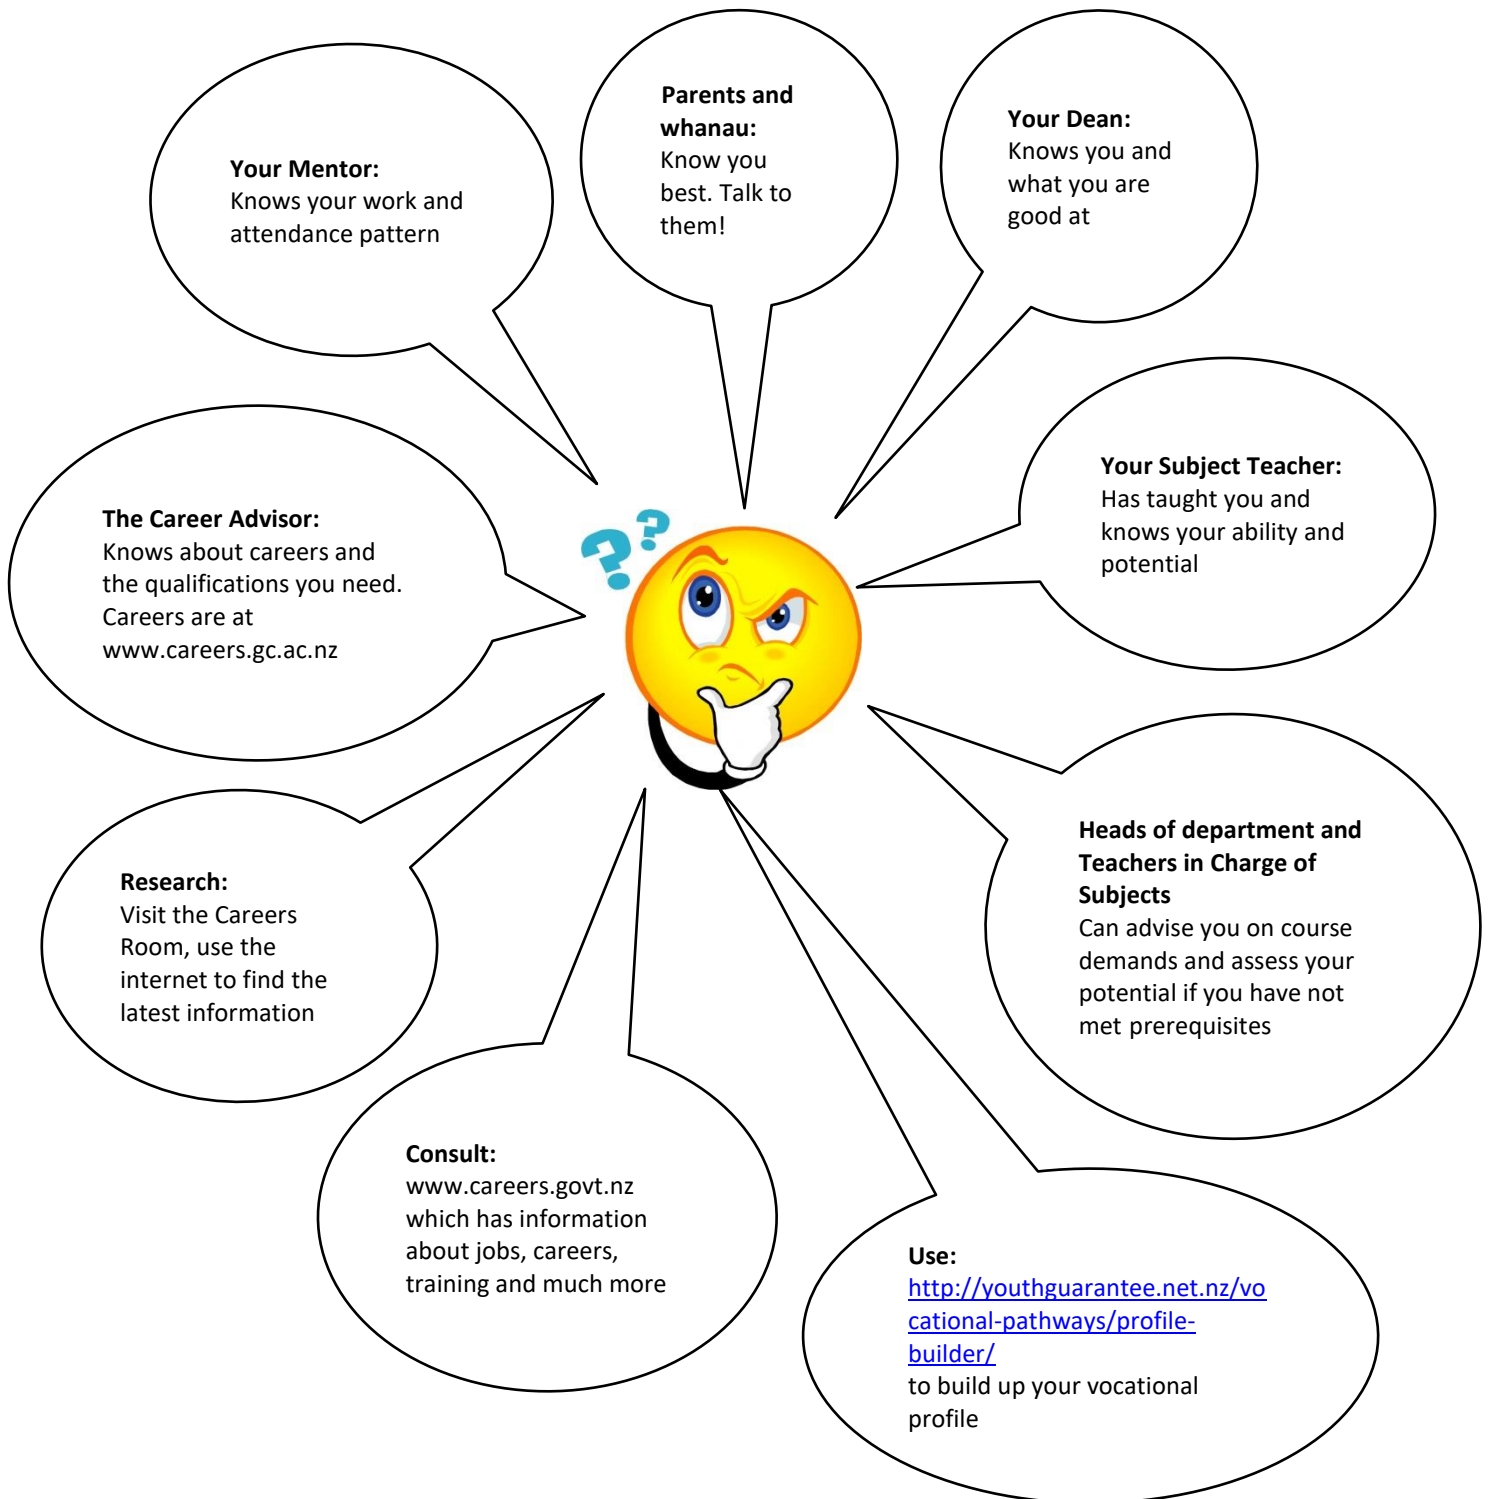 Parents and
whanau:
Know you
best. Talk to
them!
Your Dean:
Knows you and
what you are
good at
Your Mentor:
Knows your work and
attendance pattern
Your Subject Teacher:
Has taught you and
knows your ability and
potential
The Career Advisor:
Knows about careers and
the qualifications you need.
Careers are at
www.careers.gc.ac.nz
? ?
Heads of department and
Teachers in Charge of
Subjects
Can advise you on course
demands and assess your
potential if you have not
met prerequisites
Research:
Visit the Careers
Room, use the
internet to find the
latest information
Consult:
www.careers.govt.nz
which has information
about jobs, careers,
training and much more
Use:
http://youthguarantee.net.nz/vo
cational-pathways/profile-
builder/
to build up your vocational
profile